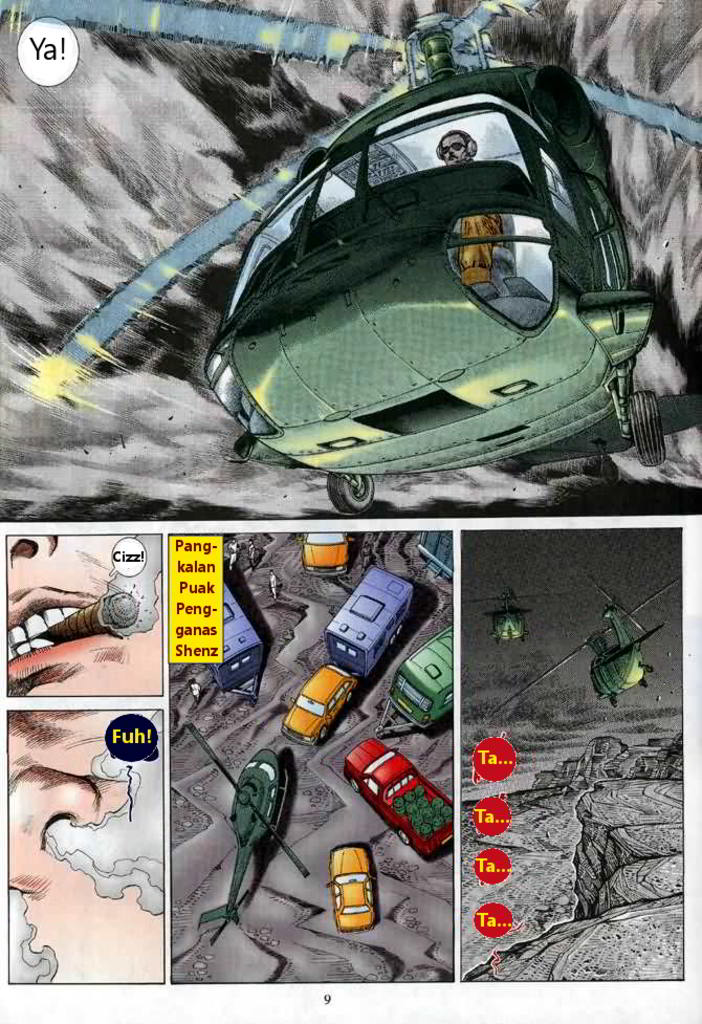 Ya!
Cizz!
Fuh!
Pang-
kalan
Puak
Peng-
ganas
Shenz
Ta...
Ta...
Ta...
Ta...
9